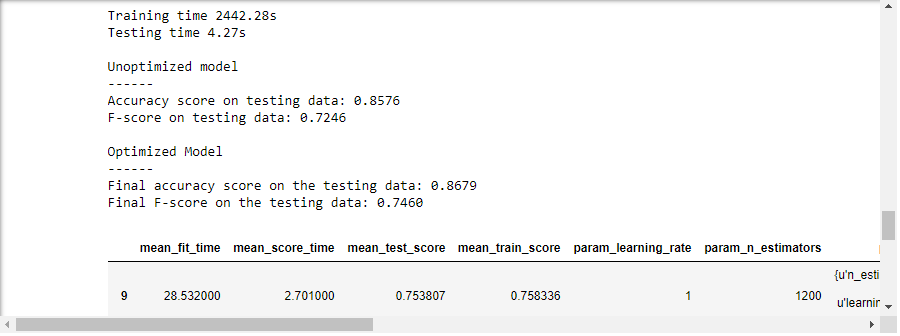 Training time 2442.28s
Testing time 4.27s
Unoptimized model
------
Accuracy score on testing data: 0.8576
F-score on testing data: 0.7246
Optimized Model
------
Final accuracy score on the testing data: 0.8679
Final F-score on the testing data: 0.7460
mean_fit_time mean_score_time mean_test_score mean_train_score param_learning_rate param_n_estimators
{u'n_esti
9 28.532000 2.701000 0.753807 0.758336 1 1200
u'learnin